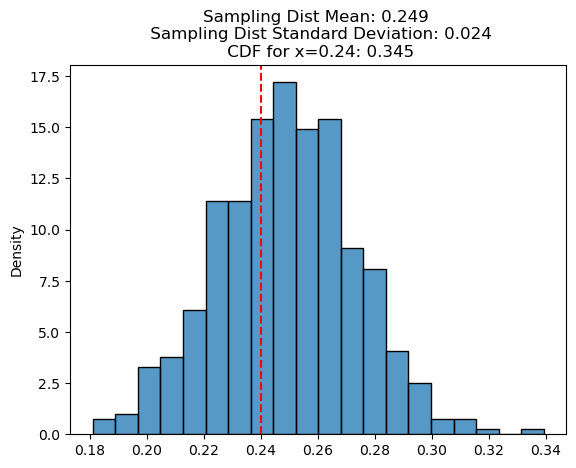 Sampling Dist Mean: 0.249
Sampling Dist Standard Deviation: 0.024
CDF for x=0.24: 0.345
17.5
15.0
12.5
10.0
7.5
5.0
2.5
0.0
Density
0.18 0.20 0.22 0.24 0.26 0.28 0.30 0.32 0.34